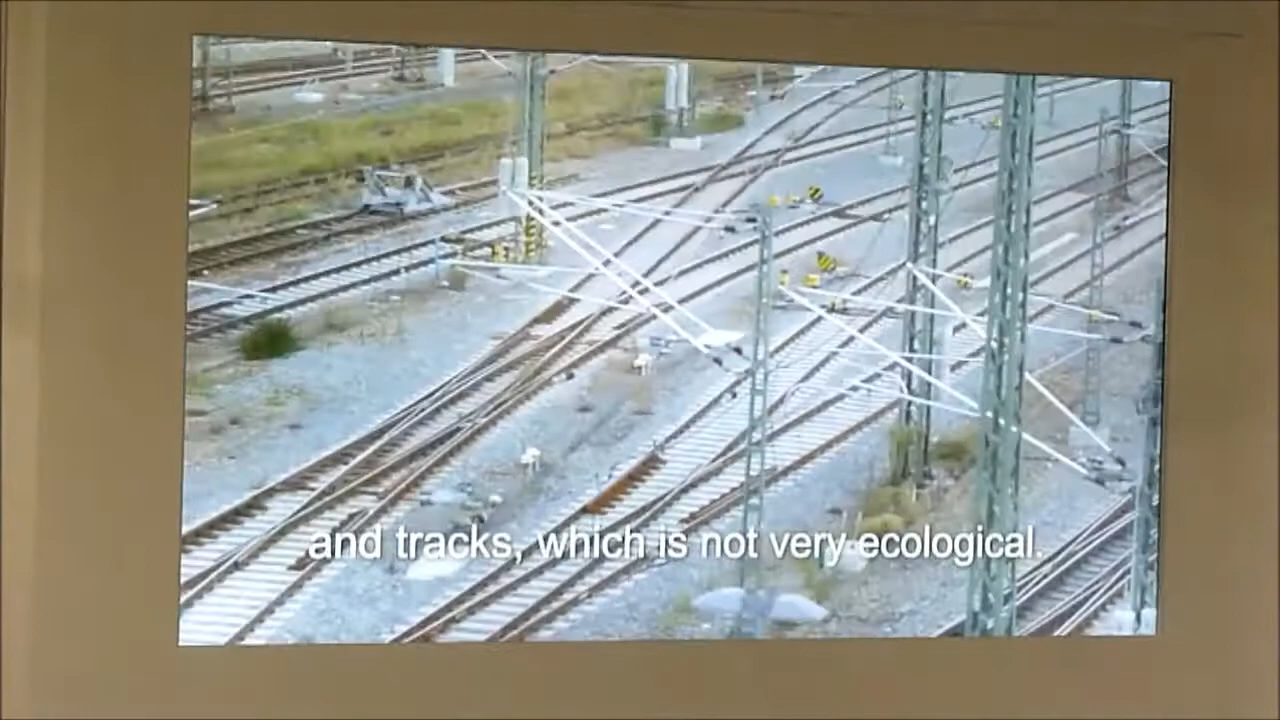 and tracks, which is not very ecological.